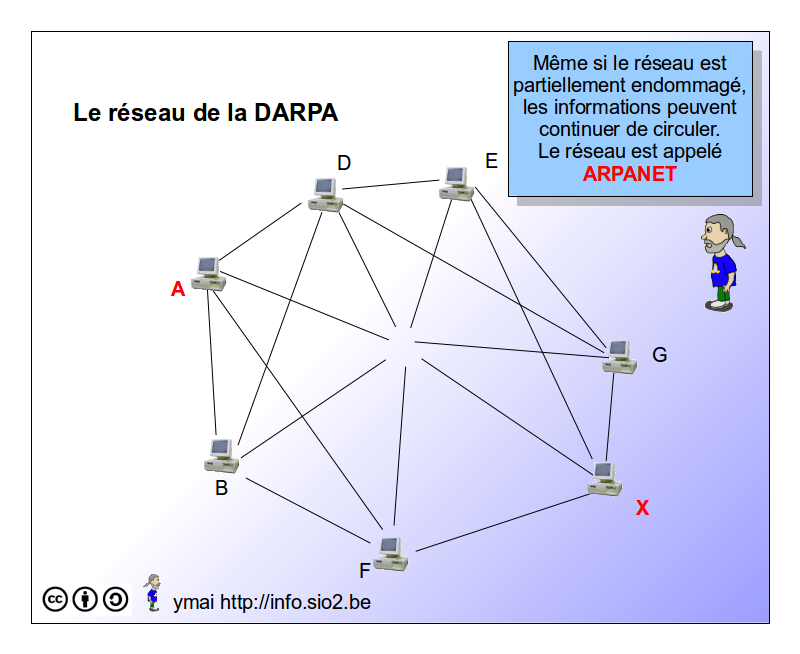 Même si le réseau est
partiellement endommagé,
les informations peuvent
continuer de circuler.
Le réseau est appelé
ARPANET
Le réseau de la DARPA
D
E
A
G
B
X
F
cc
ymai http://info.sio2.be